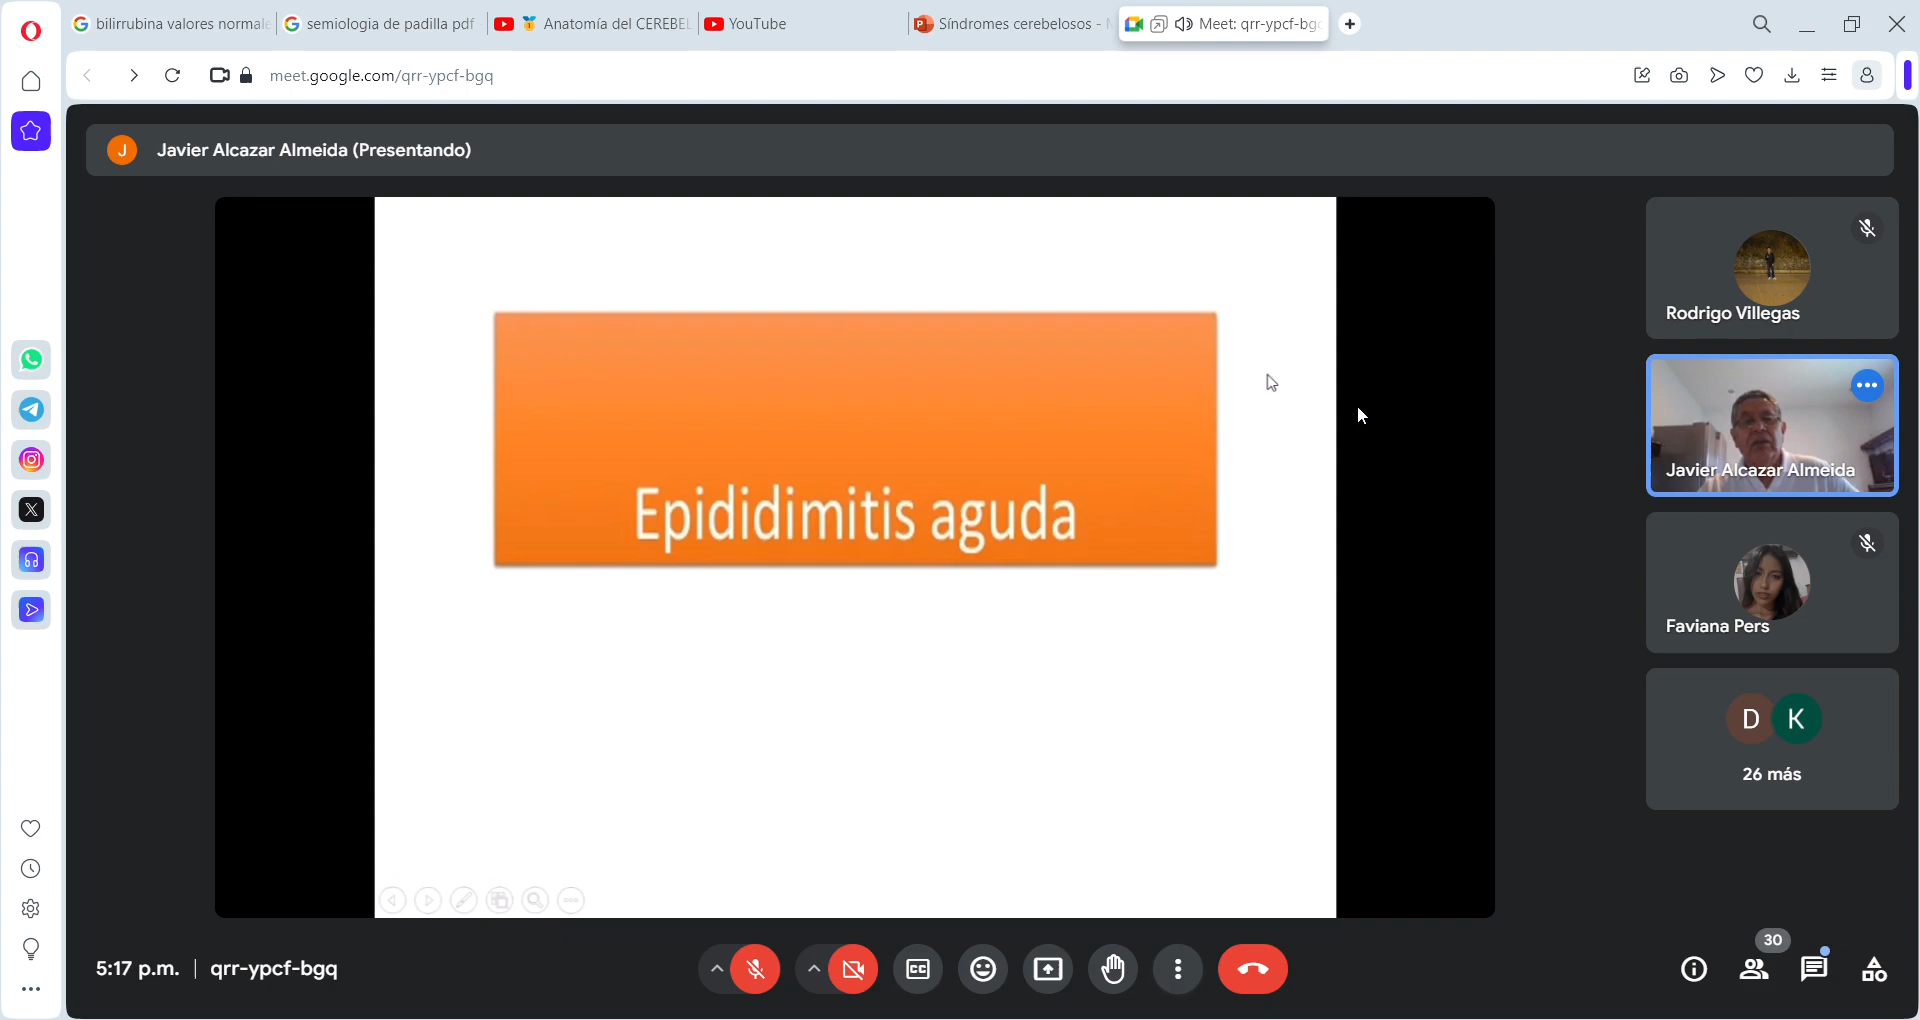 bilirrubina valores normale
semiologia de padilla pdf
Anatomía del CEREBEL
YouTube
Síndromes cerebelosos -
Meet: qrr-ypcf-bgq
meet.google.com/qrr-ypcf-bgq
J
Javier Alcazar Almeida (Presentando)
Epididimitis aguda
Rodrigo Villegas
Javier Alcazar Almeida
Faviana Pers
D K
26 más
5:17 p.m. | qrr-ypcf-bgq
CC
30